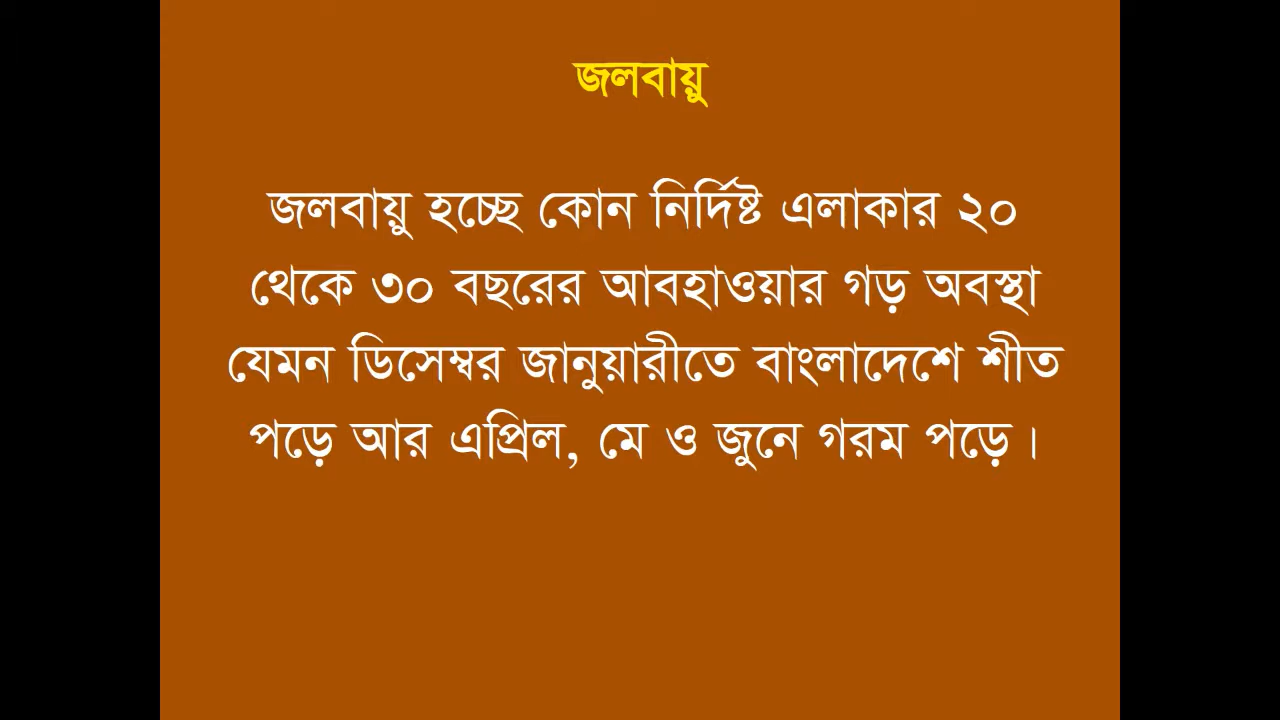 জলবায়ু
জলবায়ু হচ্ছে কোন নির্দিষ্ট এলাকার ২০
থেকে ৩০ বছরের আবহাওয়ার গড় অবস্থা
যেমন ডিসেম্বর জানুয়ারীতে বাংলাদেশে শীত
পড়ে আর এপ্রিল, মে ও জুনে গরম পড়ে।